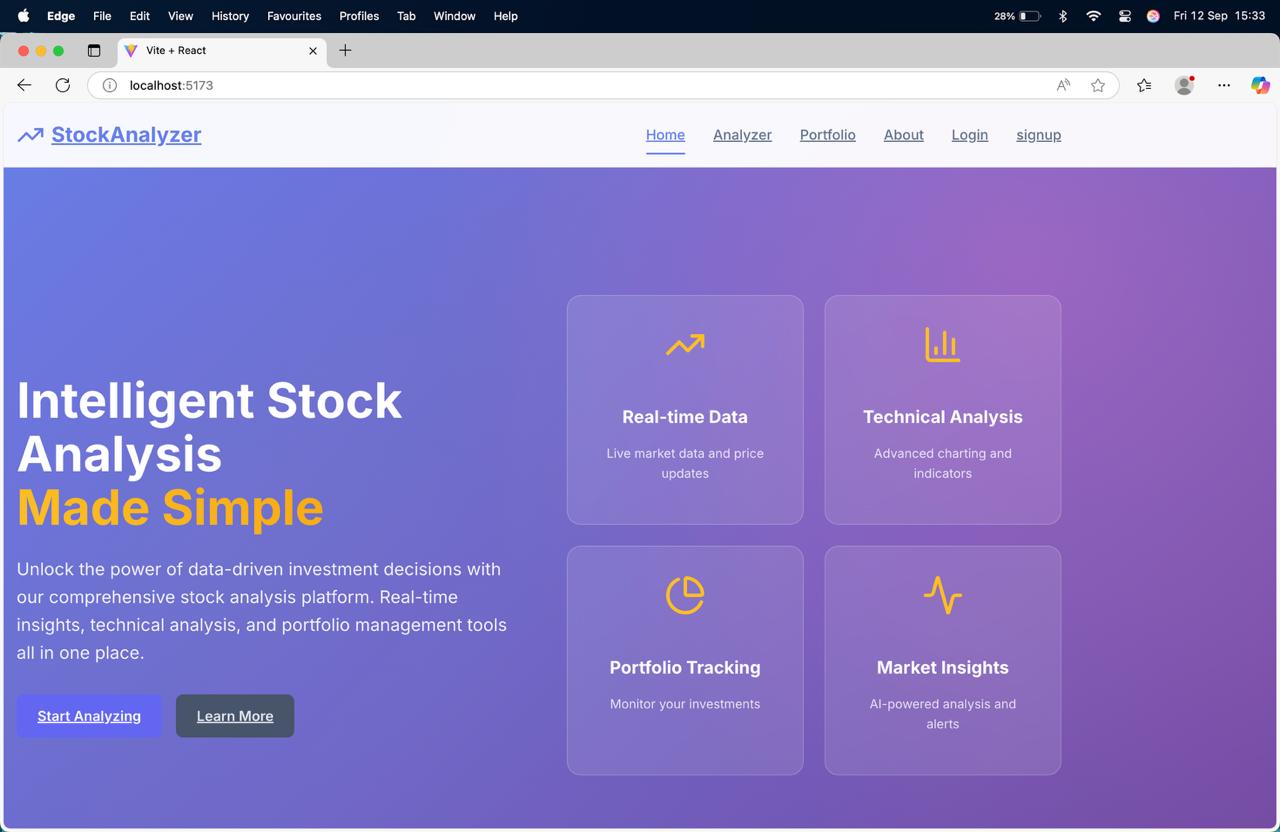 Edge File Edit View History Favourites Profiles Tab Window Help 28% Fri 12 Sep 15:33
Vite + React
localhost:5173
StockAnalyzer Home Analyzer Portfolio About Login signup
Intelligent Stock
Analysis
Made Simple
Unlock the power of data-driven investment decisions with
our comprehensive stock analysis platform. Real-time
insights, technical analysis, and portfolio management tools
all in one place.
Start Analyzing Learn More
Real-time Data
Live market data and price
updates
Technical Analysis
Advanced charting and
indicators
Portfolio Tracking
Monitor your investments
Market Insights
AI-powered analysis and
alerts